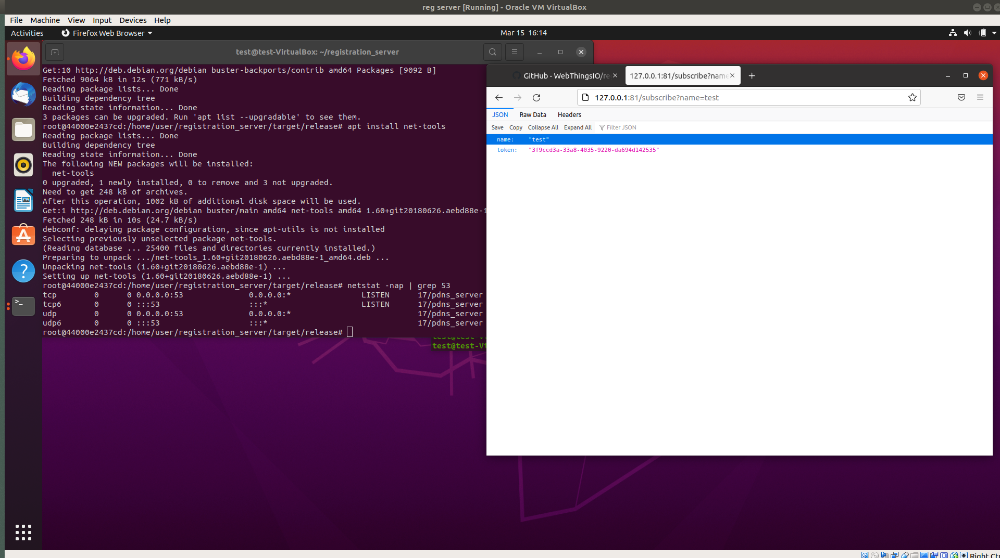 reg server [Running] - Oracle VM VirtualBox
File Machine View Input Devices Help
Activities Firefox Web Browser Mar 15 16:14
test@test-VirtualBox: ~/registration_server
Get:10 http://deb.debian.org/debian buster-backports/contrib amd64 Packages [9092 B]
Fetched 9064 kB in 12s (771 kB/s)
Reading package lists... Done
Building dependency tree
Reading state information... Done
3 packages can be upgraded. Run 'apt list --upgradable' to see them.
root@44000e2437cd:/home/user/registration_server/target/release# apt install net-tools
Reading package lists... Done
Building dependency tree
Reading state information... Done
The following NEW packages will be installed:
net-tools
0 upgraded, 1 newly installed, 0 to remove and 3 not upgraded.
Need to get 248 kB of archives.
After this operation, 1002 kB of additional disk space will be used.
Get:1 http://deb.debian.org/debian buster/main amd64 net-tools amd64 1.60+git20180626.aebd88e-1
Fetched 248 kB in 10s (24.7 kB/s)
debconf: delaying package configuration, since apt-utils is not installed
Selecting previously unselected package net-tools.
(Reading database ... 25400 files and directories currently installed.)
Preparing to unpack .../net-tools_1.60+git20180626.aebd88e-1_amd64.deb ...
Unpacking net-tools (1.60+git20180626.aebd88e-1) ...
Setting up net-tools (1.60+git20180626.aebd88e-1) ...
root@44000e2437cd:/home/user/registration_server/target/release# netstat -nap | grep 53
tcp 0 0 0.0.0.0:53 0.0.0.0:* LISTEN 17/pdns_server
tcp6 0 0 :::53 :::* LISTEN 17/pdns_server
udp 0 0 0.0.0.0:53 0.0.0.0:* 17/pdns_server
udp6 0 0 :::53 :::* 17/pdns_server
root@44000e2437cd:/home/user/registration_server/target/release#
test@test-Vi
GitHub - WebThingsIO/re
127.0.0.1:81/subscribe?name
127.0.0.1:81/subscribe?name=test
JSON Raw Data Headers
Save Copy Collapse All Expand All Filter JSON
name: "test"
token: "3f9ccd3a-33a8-4035-9220-da694d142535"
Right Ctr